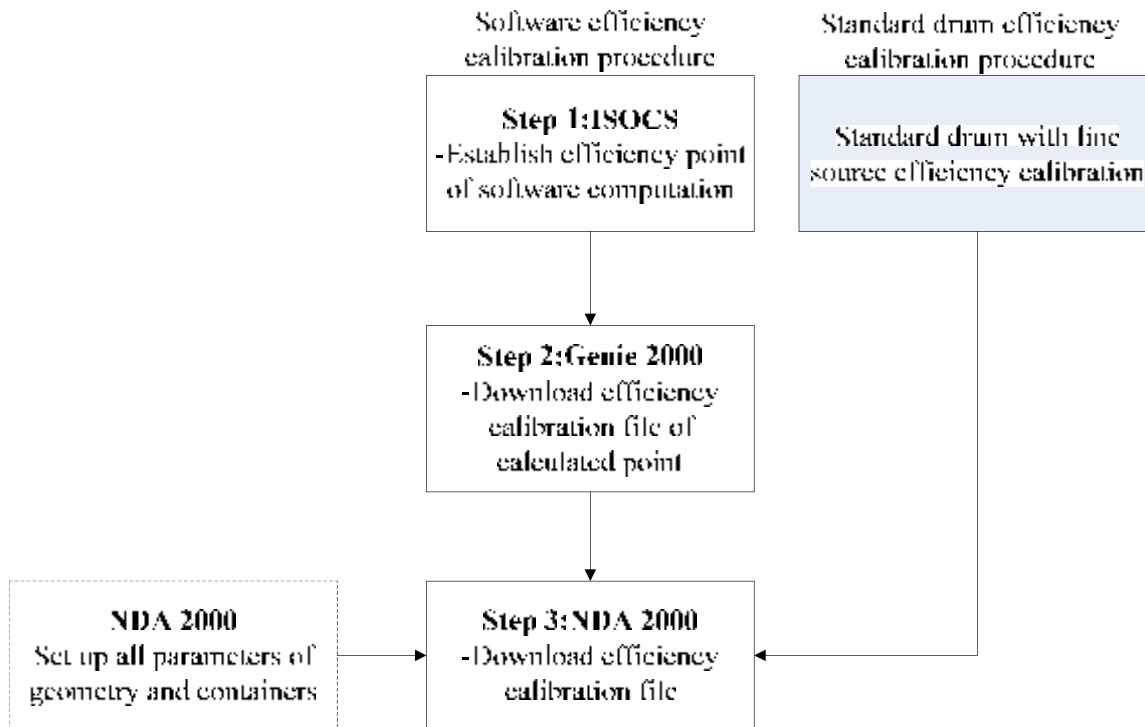 Software efficiency
calibration procedure
Step 1:ISOCS
-Establish efficiency point
of software computation
Standard drum efficiency
calibration procedure
Standard drum with line
source efficiency calibration
Step 2:Genie 2000
-Download efficiency
calibration file of
calculated point
NDA 2000
Set up all parameters of
geometry and containers
Step 3:NDA 2000
-Download efficiency
calibration file